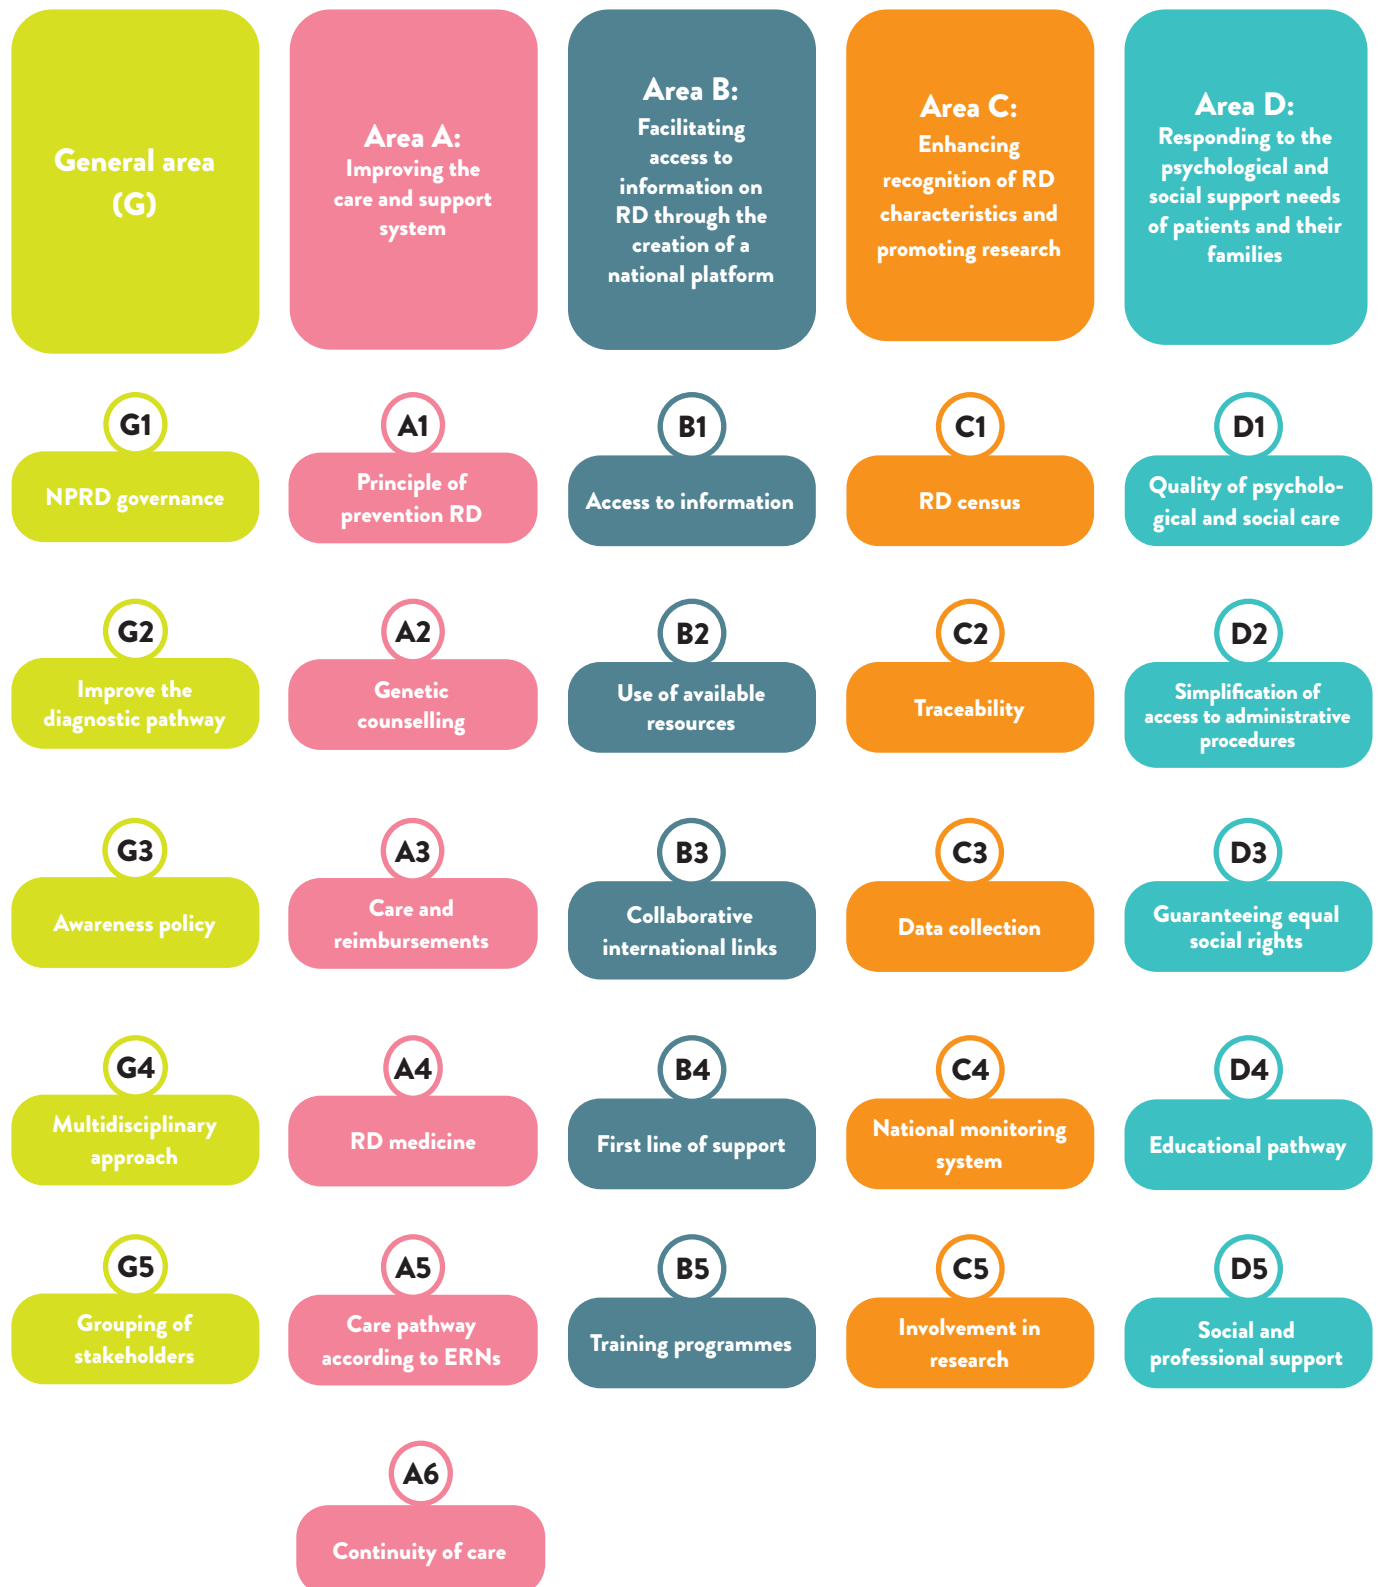 General area
(G)
Area A:
Improving the
care and support
system
Area B:
Facilitating
access to
information on
RD through the
creation of a
national platform
Area C:
Enhancing
recognition of RD
characteristics and
promoting research
Area D:
Responding to the
psychological and
social support needs
of patients and their
families
G1
NPRD governance
A1
Principle of
prevention RD
B1
Access to information
C1
RD census
D1
Quality of psycholo-
gical and social care
G2
Improve the
diagnostic pathway
A2
Genetic
counselling
B2
Use of available
resources
C2
Traceability
D2
Simplification of
access to administrative
procedures
G3
Awareness policy
A3
Care and
reimbursements
B3
Collaborative
international links
C3
Data collection
D3
Guaranteeing equal
social rights
G4
Multidisciplinary
approach
A4
RD medicine
B4
First line of support
C4
National monitoring
system
D4
Educational pathway
G5
Grouping of
stakeholders
A5
Care pathway
according to ERNs
B5
Training programmes
C5
Involvement in
research
D5
Social and
professional support
A6
Continuity of care